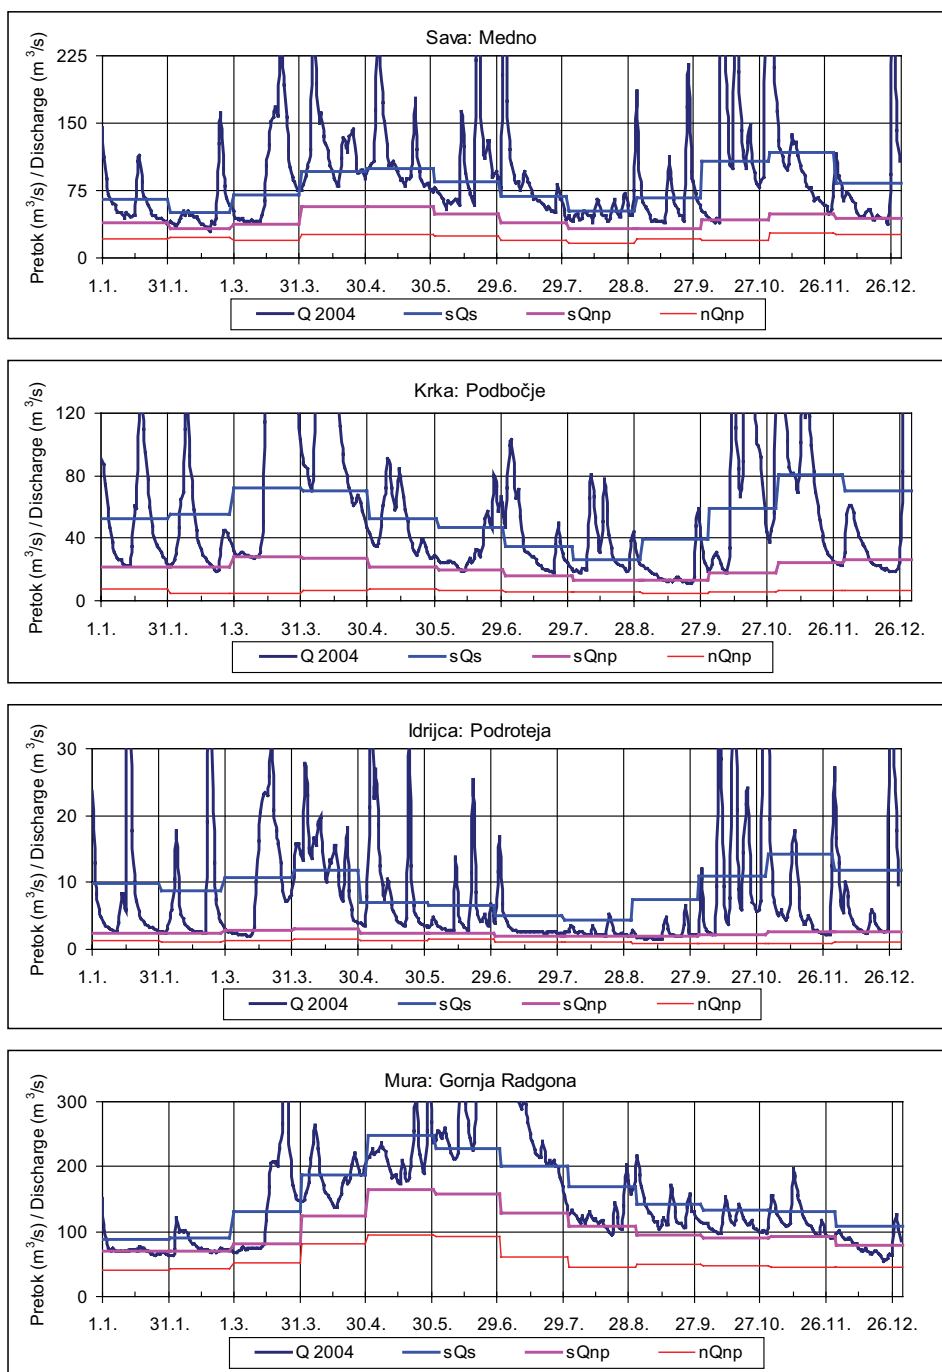 Sava: Medno
Pretok (m³/s) / Discharge (m³/s)
225
150
75
0
1.1. 31.1. 1.3. 31.3. 30.4. 30.5. 29.6. 29.7. 28.8. 27.9. 27.10. 26.11. 26.12.
Q 2004 sQs sQnp nQnp
Krka: Podbočje
Pretok (m³/s) / Discharge (m³/s)
120
80
40
0
1.1. 31.1. 1.3. 31.3. 30.4. 30.5. 29.6. 29.7. 28.8. 27.9. 27.10. 26.11. 26.12.
Q 2004 sQs sQnp nQnp
Idrijca: Podroteja
Pretok (m³/s) / Discharge (m³/s)
30
20
10
0
1.1. 31.1. 1.3. 31.3. 30.4. 30.5. 29.6. 29.7. 28.8. 27.9. 27.10. 26.11. 26.12.
Q 2004 sQs sQnp nQnp
Mura: Gornja Radgona
Pretok (m³/s) / Discharge (m³/s)
300
200
100
0
1.1. 31.1. 1.3. 31.3. 30.4. 30.5. 29.6. 29.7. 28.8. 27.9. 27.10. 26.11. 26.12.
Q 2004 sQs sQnp nQnp